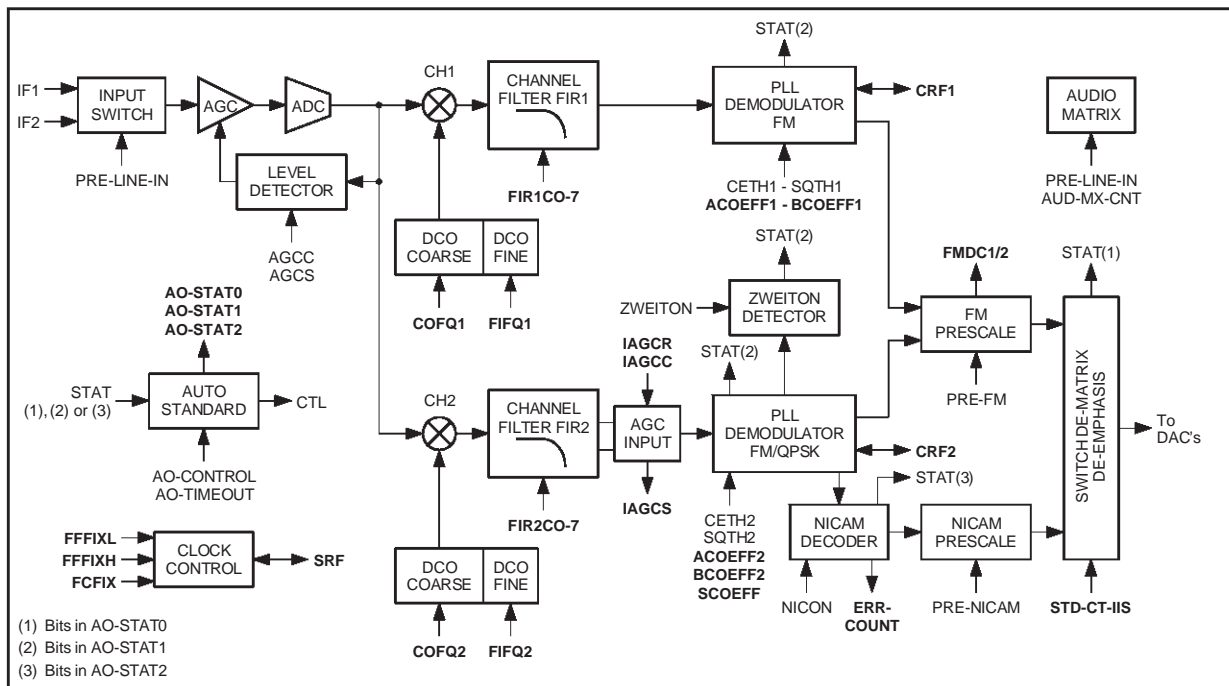 STAT(2)
IF1
IF2
INPUT
SWITCH
AGC
ADC
CH1
CHANNEL
FILTER FIR1
PLL
DEMODULATOR
FM
CRF1
AUDIO
MATRIX
PRE-LINE-IN
LEVEL
DETECTOR
FIR1CO-7
CETH1 - SQTH1
ACOEFF1 - BCOEFF1
PRE-LINE-IN
AUD-MX-CNT
AGCC
AGCS
DCO
COARSE
DCO
FINE
STAT(2)
FMDC1/2
STAT(1)
AO-STAT0
AO-STAT1
AO-STAT2
COFQ1
FIFQ1
ZWEITON
ZWEITON
DETECTOR
FM
PRESCALE
IAGCR
IAGCC
STAT(2)
STAT
(1), (2) or (3)
AUTO
STANDARD
CTL
CH2
CHANNEL
FILTER FIR2
AGC
INPUT
PLL
DEMODULATOR
FM/QPSK
PRE-FM
CRF2
SWITCH DE-MATRIX
DE-EMPHASIS
To
DAC's
AO-CONTROL
AO-TIMEOUT
FIR2CO-7
IAGCS
STAT(3)
CETH2
SQTH2
ACOEFF2
BCOEFF2
SCOEFF
NICAM
DECODER
NICAM
PRESCALE
FFFIXL
FFFIXH
FCFIX
CLOCK
CONTROL
SRF
DCO
COARSE
DCO
FINE
NICON
ERR-
COUNT
PRE-NICAM
STD-CT-IIS
COFQ2
FIFQ2
(1) Bits in AO-STAT0
(2) Bits in AO-STAT1
(3) Bits in AO-STAT2